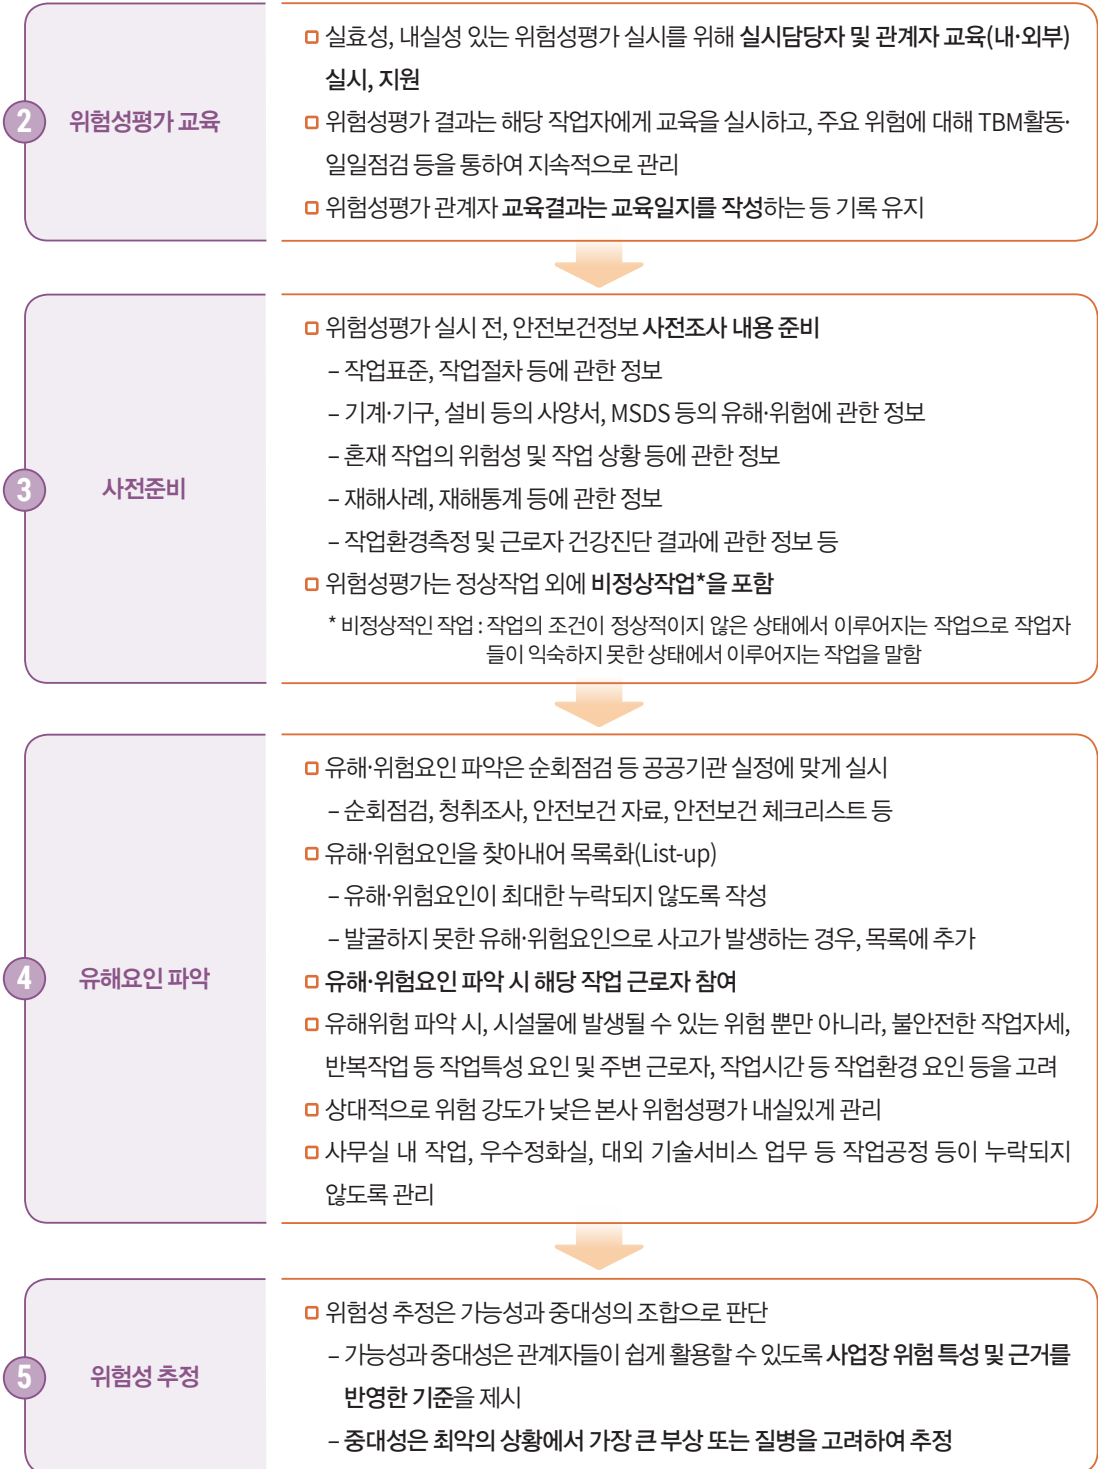 2
위험성평가 교육
실효성, 내실성 있는 위험성평가 실시를 위해 실시담당자 및 관계자 교육(내·외부)
실시, 지원
위험성평가 결과는 해당 작업자에게 교육을 실시하고, 주요 위험에 대해 TBM활동·
일일점검 등을 통하여 지속적으로 관리
위험성평가 관계자 교육결과는 교육일지를 작성하는 등 기록 유지
3
사전준비
위험성평가 실시 전, 안전보건정보 사전조사 내용 준비
– 작업표준, 작업절차 등에 관한 정보
– 기계·기구, 설비 등의 사양서, MSDS 등의 유해·위험에 관한 정보
– 혼재 작업의 위험성 및 작업 상황 등에 관한 정보
– 재해사례, 재해통계 등에 관한 정보
– 작업환경측정 및 근로자 건강진단 결과에 관한 정보 등
위험성평가는 정상작업 외에 비정상작업*을 포함
* 비정상적인 작업 : 작업의 조건이 정상적이지 않은 상태에서 이루어지는 작업으로 작업자
들이 익숙하지 못한 상태에서 이루어지는 작업을 말함
4
유해요인 파악
유해·위험요인 파악은 순회점검 등 공공기관 실정에 맞게 실시
– 순회점검, 청취조사, 안전보건 자료, 안전보건 체크리스트 등
유해·위험요인을 찾아내어 목록화(List-up)
– 유해·위험요인이 최대한 누락되지 않도록 작성
– 발굴하지 못한 유해·위험요인으로 사고가 발생하는 경우, 목록에 추가
유해·위험요인 파악 시 해당 작업 근로자 참여
유해위험 파악 시, 시설물에 발생될 수 있는 위험 뿐만 아니라, 불안전한 작업자세,
반복작업 등 작업특성 요인 및 주변 근로자, 작업시간 등 작업환경 요인 등을 고려
상대적으로 위험 강도가 낮은 본사 위험성평가 내실있게 관리
사무실 내 작업, 우수정화실, 대외 기술서비스 업무 등 작업공정 등이 누락되지
않도록 관리
5
위험성 추정
위험성 추정은 가능성과 중대성의 조합으로 판단
– 가능성과 중대성은 관계자들이 쉽게 활용할 수 있도록 사업장 위험 특성 및 근거를
반영한 기준을 제시
– 중대성은 최악의 상황에서 가장 큰 부상 또는 질병을 고려하여 추정